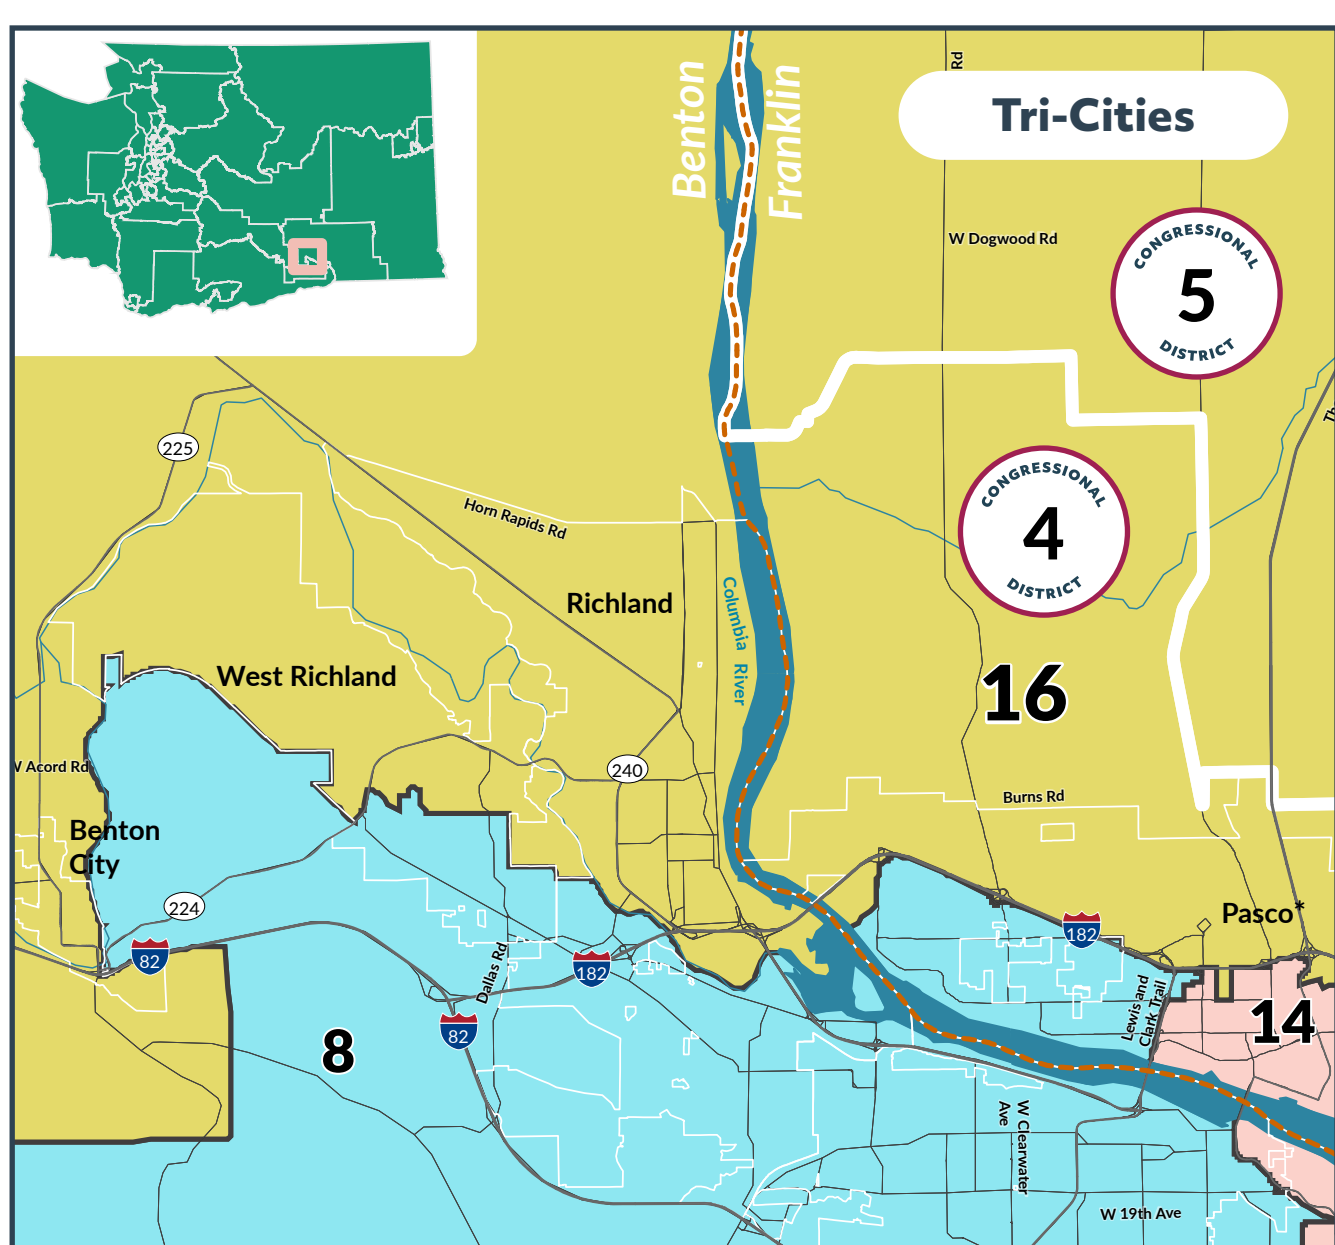 Benton
Franklin
Rd
Tri-Cities
W Dogwood Rd
CONGRESSIONAL
5
DISTRICT
225
Horn Rapids Rd
CONGRESSIONAL
4
DISTRICT
Richland
Columbia River
West Richland
16
W Acord Rd
240
Burns Rd
Benton
City
224
Pasco*
82
182
182
Dallas Rd
Lewis and
Clark Trail
14
82
8
W Clearwater
Ave
W 19th Ave